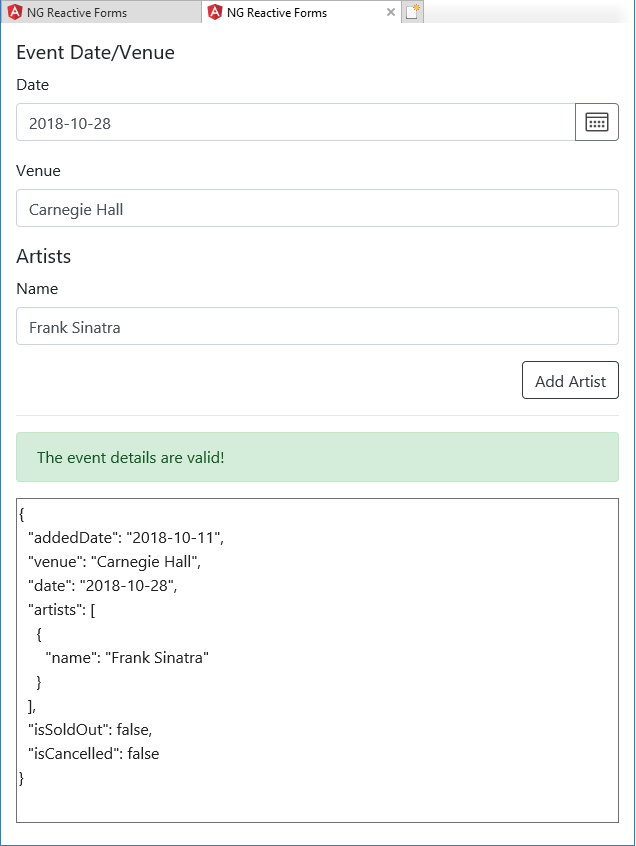 NG Reactive Forms
NG Reactive Forms
Event Date/Venue
Date
2018-10-28
Venue
Carnegie Hall
Artists
Name
Frank Sinatra
Add Artist
The event details are valid!
{
"addedDate": "2018-10-11",
"venue": "Carnegie Hall",
"date": "2018-10-28",
"artists": [
{
"name": "Frank Sinatra"
}
],
"isSoldOut": false,
"isCancelled": false
}